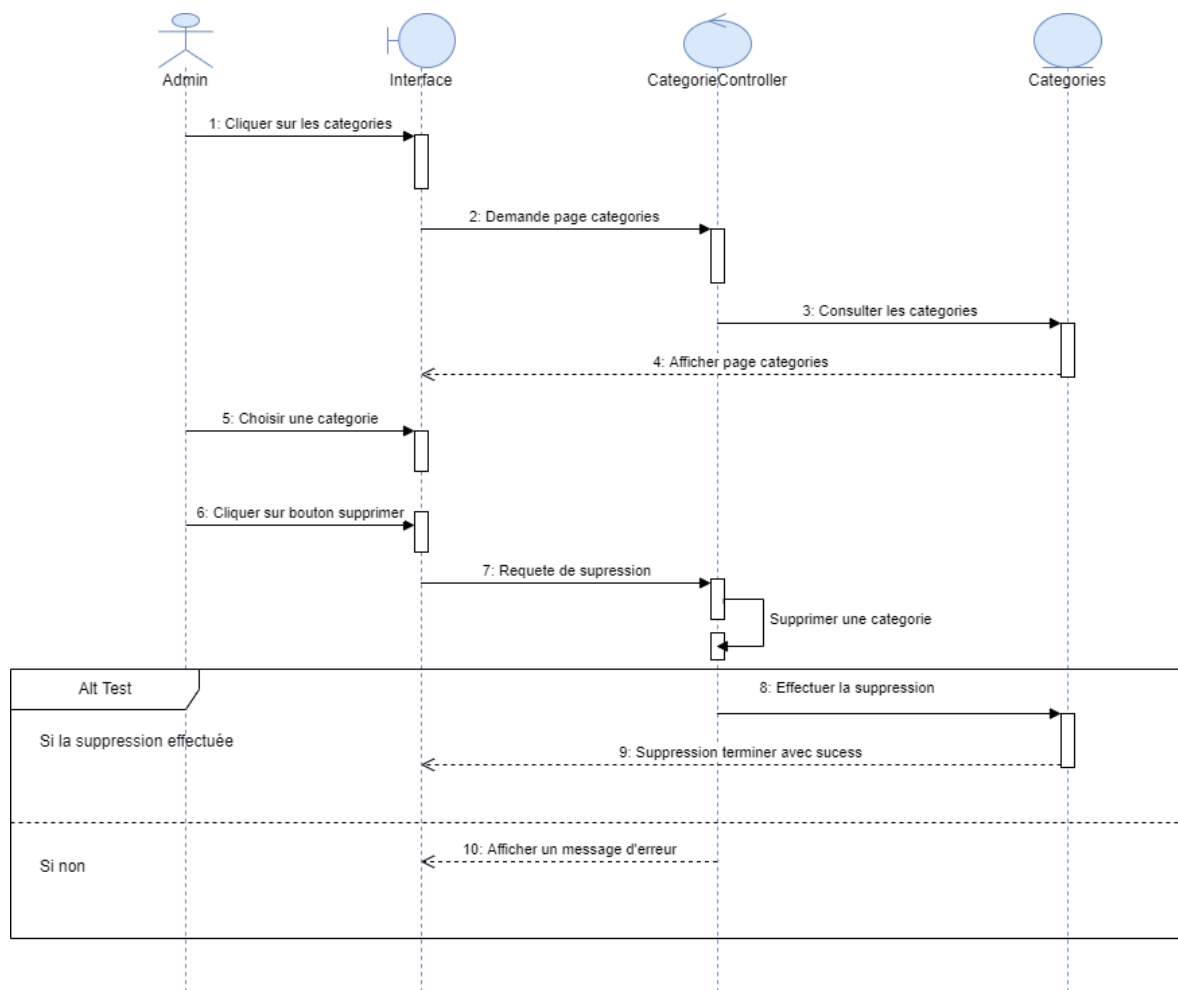 Admin
Interface
CategorieController
Categories
1: Cliquer sur les categories
2: Demande page categories
3: Consulter les categories
4: Afficher page categories
5: Choisir une categorie
6: Cliquer sur bouton supprimer
7: Requete de supression
Supprimer une categorie
Alt Test
8: Effectuer la suppression
Si la suppression effectuée
9: Suppression terminer avec sucess
10: Afficher un message d'erreur
Si non